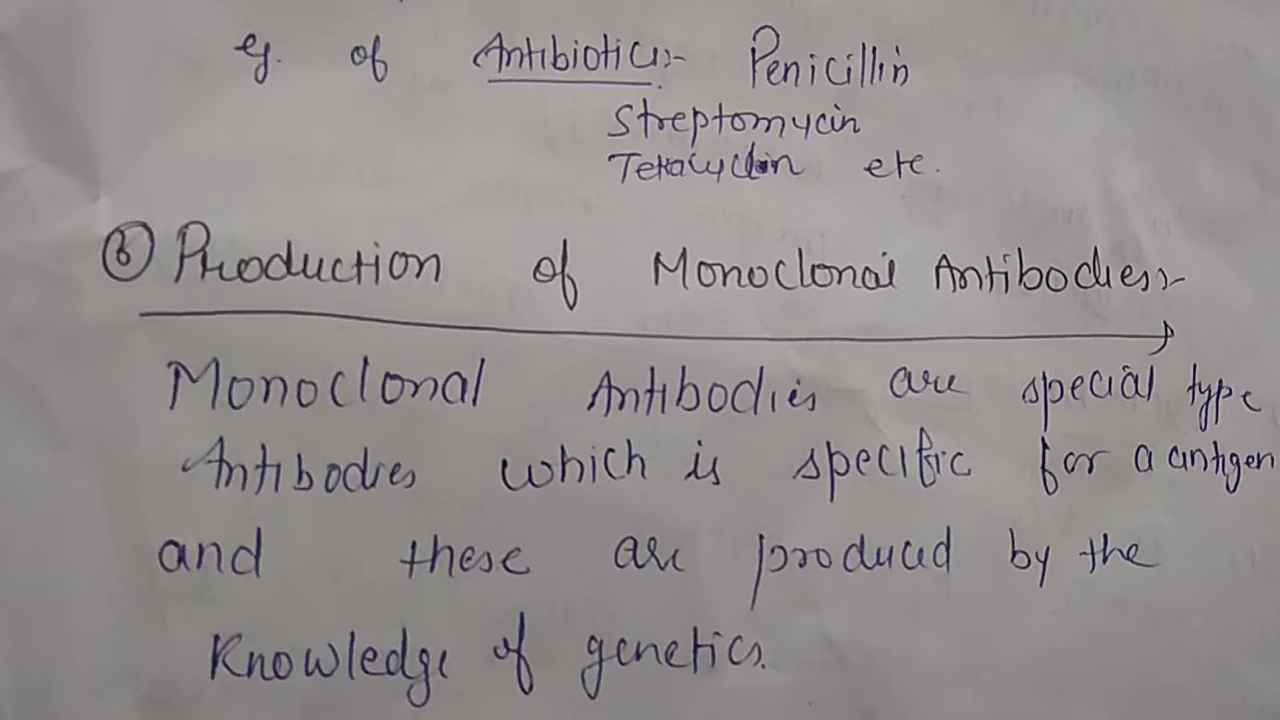 eg. of Antibiotics:- Penicillin
Streptomycin
Tetracyclin etc.
⑥ Production of Monoclonal Antibodies:-
Monoclonal Antibodies are special type
Antibodies which is specific for a antigen
and these are produced by the
Knowledge of genetics.